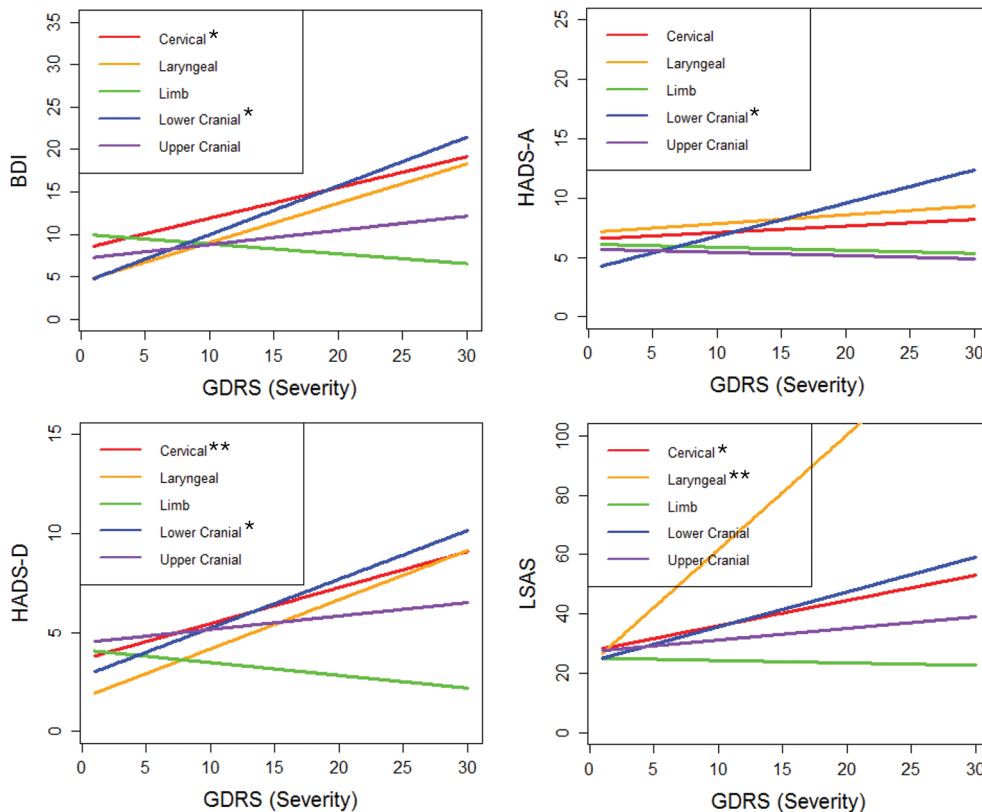 BDI
35
30
25
20
15
10
5
0
Cervical*
Laryngeal
Limb
Lower Cranial*
Upper Cranial
0 5 10 15 20 25 30
GDRS (Severity)
HADS-A
25
20
15
10
5
0
Cervical
Laryngeal
Limb
Lower Cranial*
Upper Cranial
0 5 10 15 20 25 30
GDRS (Severity)
HADS-D
15
10
5
0
Cervical**
Laryngeal
Limb
Lower Cranial*
Upper Cranial
0 5 10 15 20 25 30
GDRS (Severity)
LSAS
100
80
60
40
20
0
Cervical*
Laryngeal**
Limb
Lower Cranial
Upper Cranial
0 5 10 15 20 25 30
GDRS (Severity)